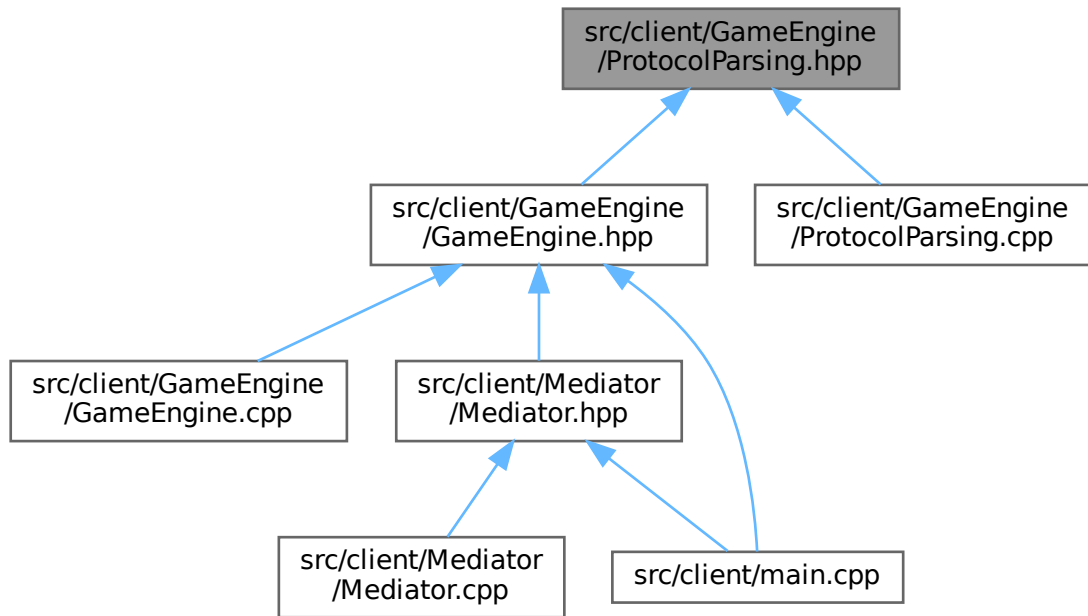 src/client/GameEngine
/ProtocolParsing.hpp
src/client/GameEngine
/GameEngine.hpp
src/client/GameEngine
/ProtocolParsing.cpp
src/client/GameEngine
/GameEngine.cpp
src/client/Mediator
/Mediator.hpp
src/client/Mediator
/Mediator.cpp
src/client/main.cpp